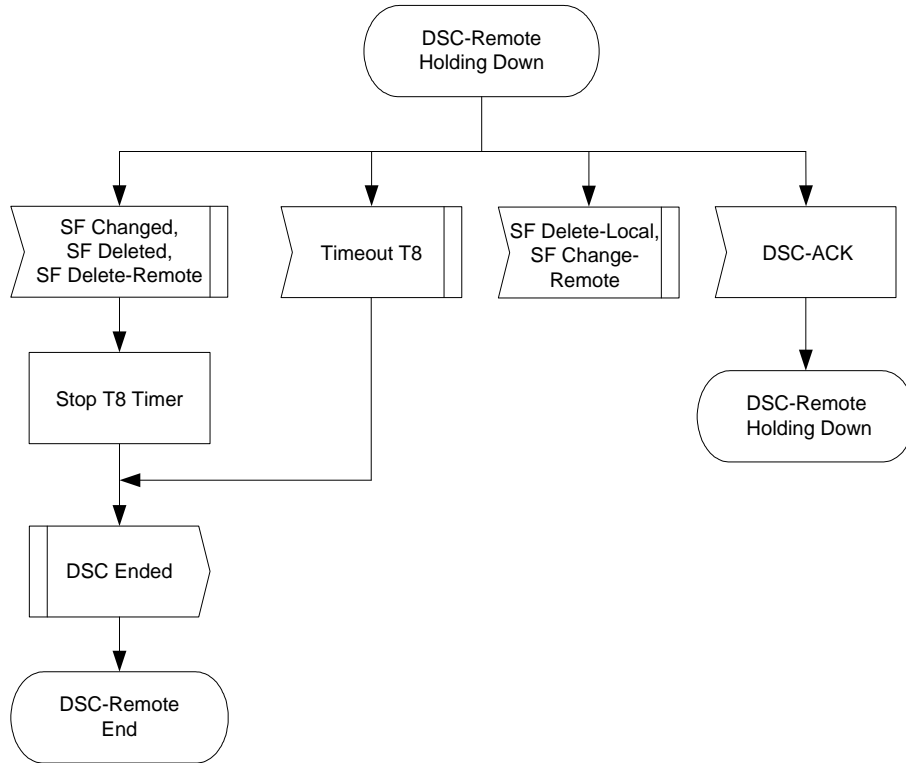 DSC-Remote
Holding Down
SF Changed,
SF Deleted,
SF Delete-Remote
Timeout T8
SF Delete-Local,
SF Change-
Remote
DSC-ACK
Stop T8 Timer
DSC-Remote
Holding Down
DSC Ended
DSC-Remote
End